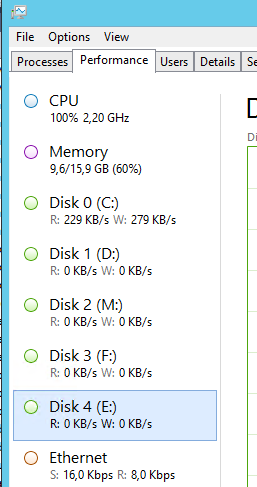 File Options View
Processes Performance Users Details Se
CPU
100% 2,20 GHz
Memory
9,6/15,9 GB (60%)
Disk 0 (C:)
R: 229 KB/s W: 279 KB/s
Disk 1 (D:)
R: 0 KB/s W: 0 KB/s
Disk 2 (M:)
R: 0 KB/s W: 0 KB/s
Disk 3 (F:)
R: 0 KB/s W: 0 KB/s
Disk 4 (E:)
R: 0 KB/s W: 0 KB/s
Ethernet
S: 16,0 Kbps R: 8,0 Kbps
D
Di